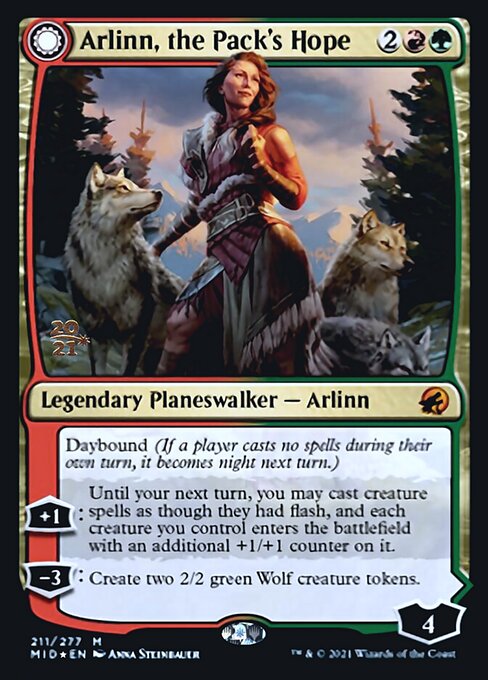 Arlinn, the Pack's Hope 2
20
21
Legendary Planeswalker — Arlinn
Daybound (If a player casts no spells during their
own turn, it becomes night next turn.)
Until your next turn, you may cast creature
+1 : spells as though they had flash, and each
creature you control enters the battlefield
with an additional +1/+1 counter on it.
−3 : Create two 2/2 green Wolf creature tokens.
4
211/277 M
MID★EN Anna Steinbauer
™ & © 2021 Wizards of the Coast